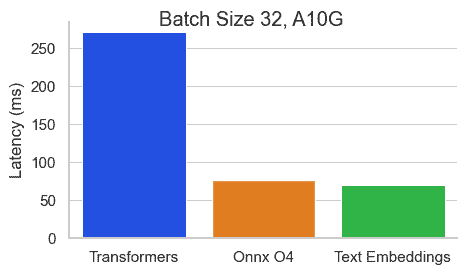 Batch Size 32, A10G
Latency (ms)
250
200
150
100
50
0
Transformers
Onnx O4
Text Embeddings